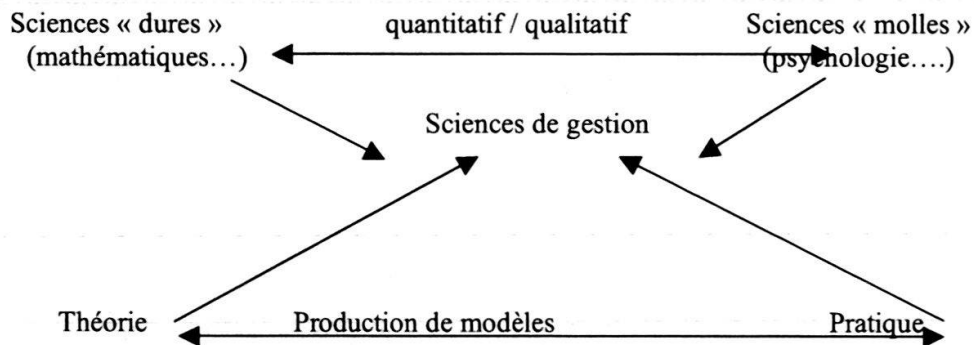 Sciences « dures » quantitatif / qualitatif Sciences « molles »
(mathématiques…) (psychologie….)
Sciences de gestion
Théorie Production de modèles Pratique